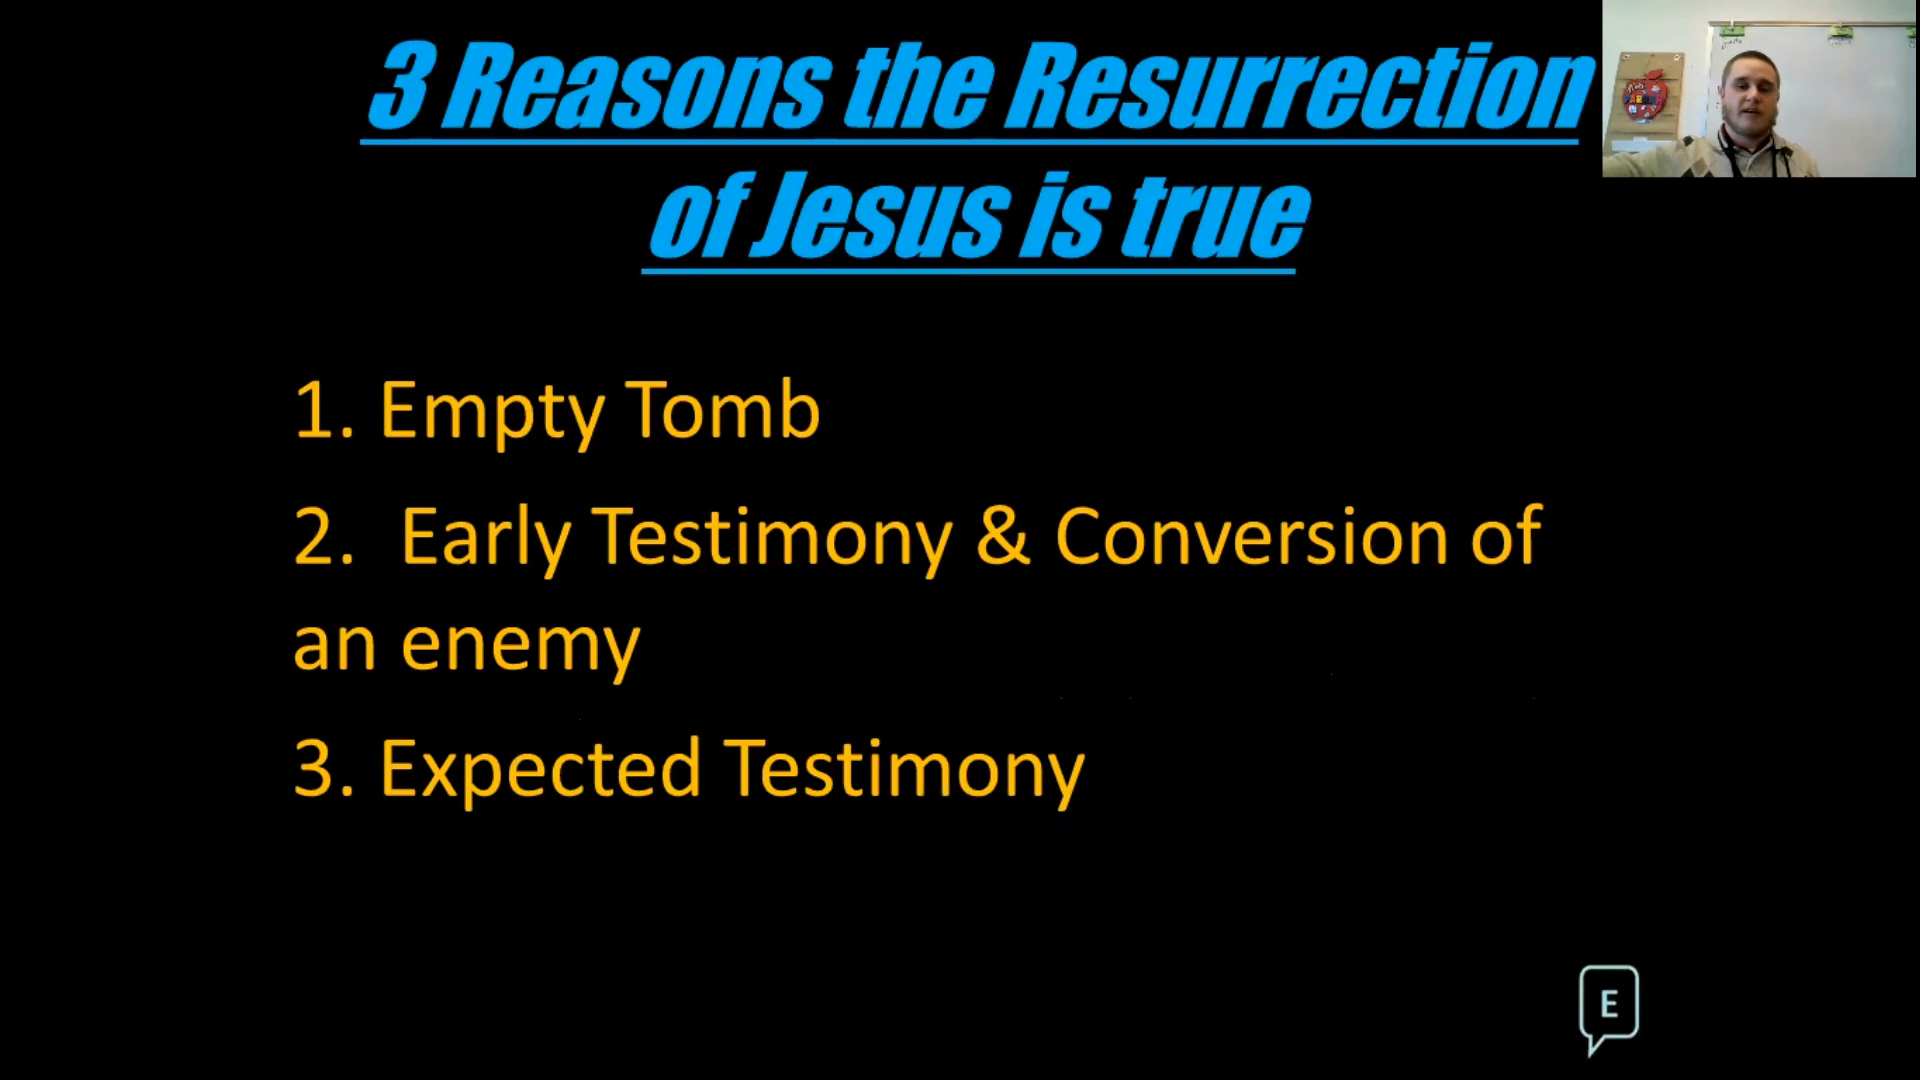 3 Reasons the Resurrection
of Jesus is true
1. Empty Tomb
2. Early Testimony & Conversion of
an enemy
3. Expected Testimony
E